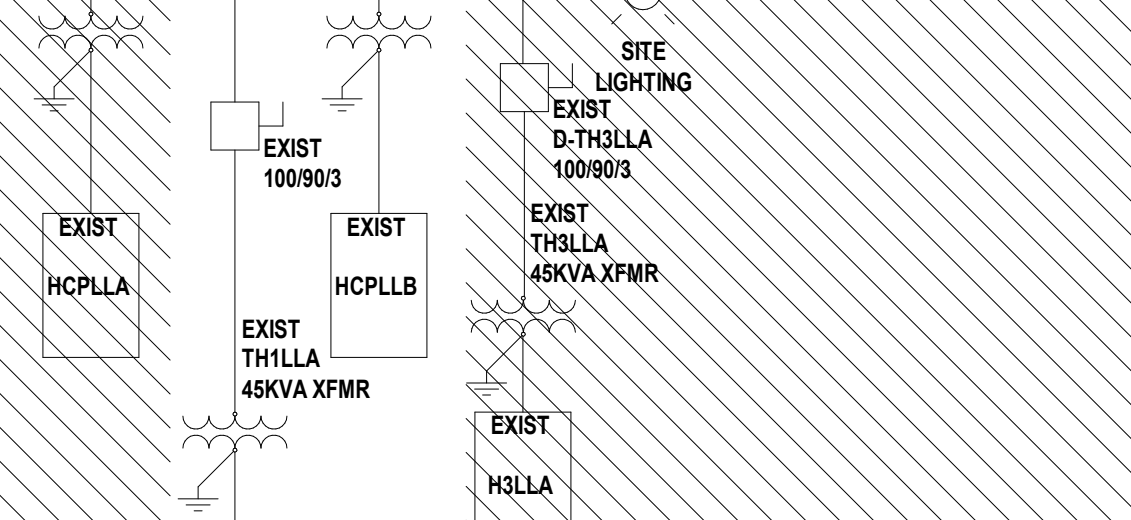 SITE
LIGHTING
EXIST
D-TH3LLA
100/90/3
EXIST
100/90/3
EXIST
TH3LLA
45KVA XFMR
EXIST
HCPLLA
EXIST
HCPLLB
EXIST
TH1LLA
45KVA XFMR
EXIST
H3LLA